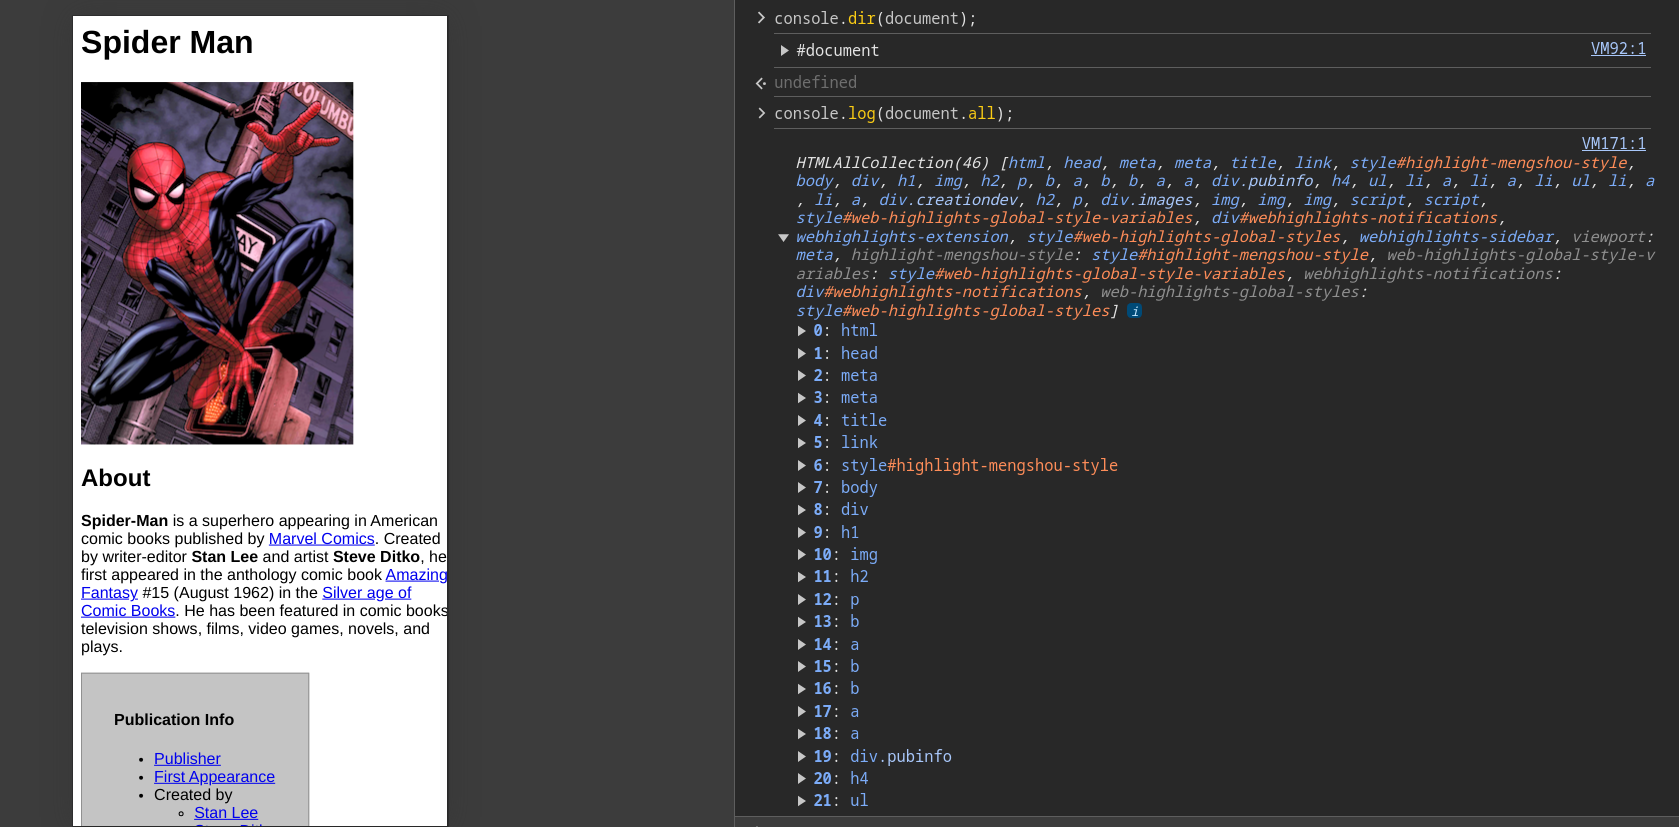 Spider Man
COLUMBU
WAY
About
Spider-Man is a superhero appearing in American
comic books published by Marvel Comics. Created
by writer-editor Stan Lee and artist Steve Ditko, he
first appeared in the anthology comic book Amazing
Fantasy #15 (August 1962) in the Silver age of
Comic Books. He has been featured in comic books
television shows, films, video games, novels, and
plays.
Publication Info
Publisher
First Appearance
Created by
Stan Lee
console.dir(document);
#document VM92:1
undefined
console.log(document.all);
VM171:1
HTMLAllCollection(46) [html, head, meta, meta, title, link, style#highlight-mengshou-style,
body, div, h1, img, h2, p, b, a, b, b, a, a, div.pubinfo, h4, ul, li, a, li, a, li, ul, li, a
, li, a, div.creationdev, h2, p, div.images, img, img, img, script, script,
style#web-highlights-global-style-variables, div#webhighlights-notifications,
webhighlights-extension, style#web-highlights-global-styles, webhighlights-sidebar, viewport:
meta, highlight-mengshou-style: style#highlight-mengshou-style, web-highlights-global-style-v
ariables: style#web-highlights-global-style-variables, webhighlights-notifications:
div#webhighlights-notifications, web-highlights-global-styles:
style#web-highlights-global-styles] i
0: html
1: head
2: meta
3: meta
4: title
5: link
6: style#highlight-mengshou-style
7: body
8: div
9: h1
10: img
11: h2
12: p
13: b
14: a
15: b
16: b
17: a
18: a
19: div.pubinfo
20: h4
21: ul